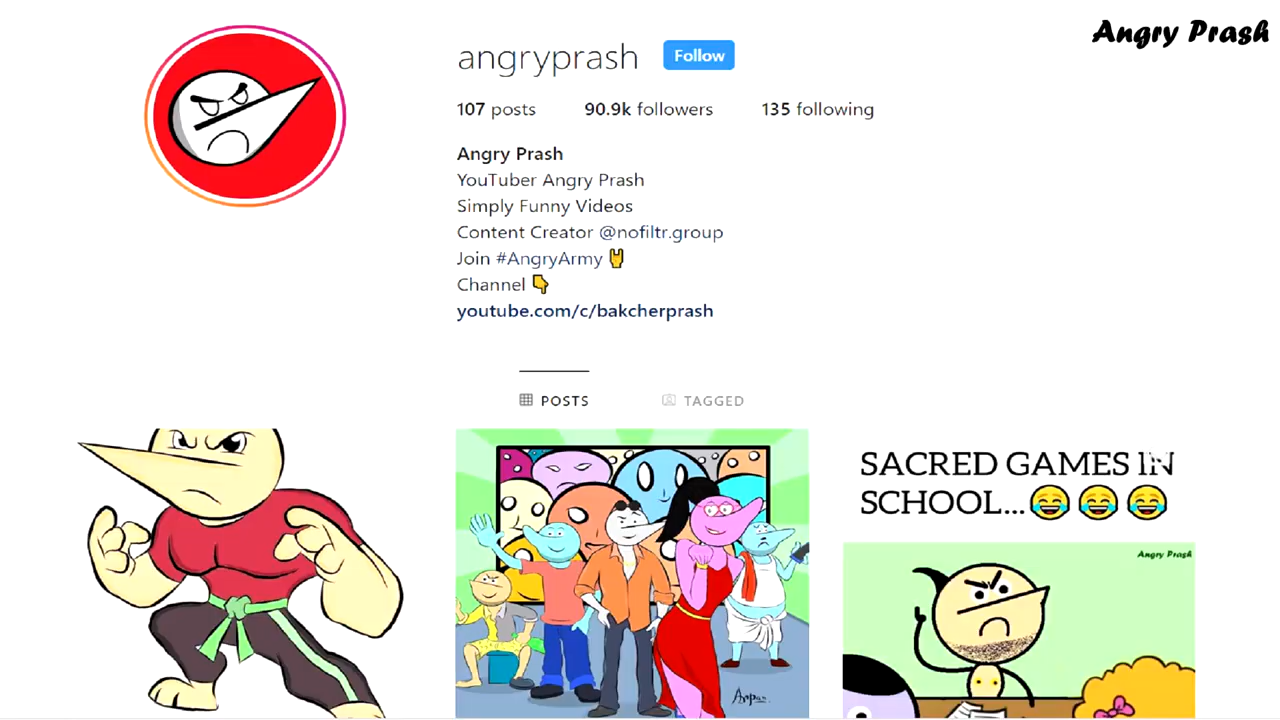 Angry Prash
angryprash Follow
107 posts 90.9k followers 135 following
Angry Prash
YouTuber Angry Prash
Simply Funny Videos
Content Creator @nofiltr.group
Join #AngryArmy 🤘
Channel 👇
youtube.com/c/bakcherprash
POSTS TAGGED
SACRED GAMES IN
SCHOOL...😂😂😂
Angry Prash